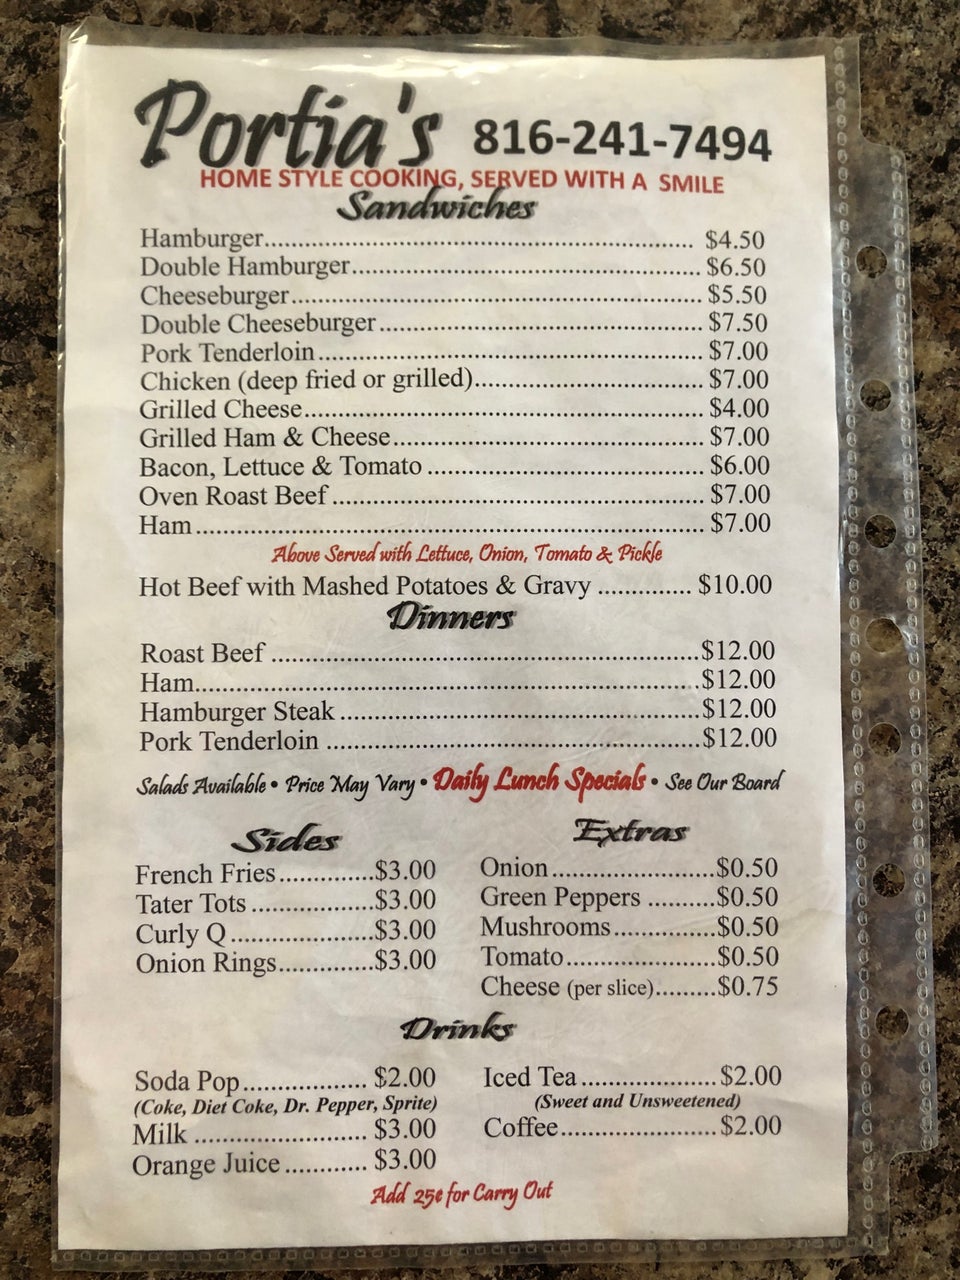 Portia's 816-241-7494
HOME STYLE COOKING, SERVED WITH A SMILE
Sandwiches
Hamburger.......... $4.50
Double Hamburger.......... $6.50
Cheeseburger.......... $5.50
Double Cheeseburger.......... $7.50
Pork Tenderloin.......... $7.00
Chicken (deep fried or grilled).......... $7.00
Grilled Cheese.......... $4.00
Grilled Ham & Cheese.......... $7.00
Bacon, Lettuce & Tomato .......... $6.00
Oven Roast Beef.......... $7.00
Ham.......... $7.00
Above Served with Lettuce, Onion, Tomato & Pickle
Hot Beef with Mashed Potatoes & Gravy .......... $10.00
Dinners
Roast Beef ..........$12.00
Ham..........$12.00
Hamburger Steak ..........$12.00
Pork Tenderloin ..........$12.00
Salads Available • Price May Vary • Daily Lunch Specials • See Our Board
Sides
French Fries..........$3.00
Tater Tots ..........$3.00
Curly Q..........$3.00
Onion Rings..........$3.00
Extras
Onion..........$0.50
Green Peppers ..........$0.50
Mushrooms..........$0.50
Tomato..........$0.50
Cheese (per slice)..........$0.75
Drinks
Soda Pop.......... $2.00
(Coke, Diet Coke, Dr. Pepper, Sprite)
Milk .......... $3.00
Orange Juice .......... $3.00
Iced Tea ..........$2.00
(Sweet and Unsweetened)
Coffee..........$2.00
Add 25¢ for Carry Out